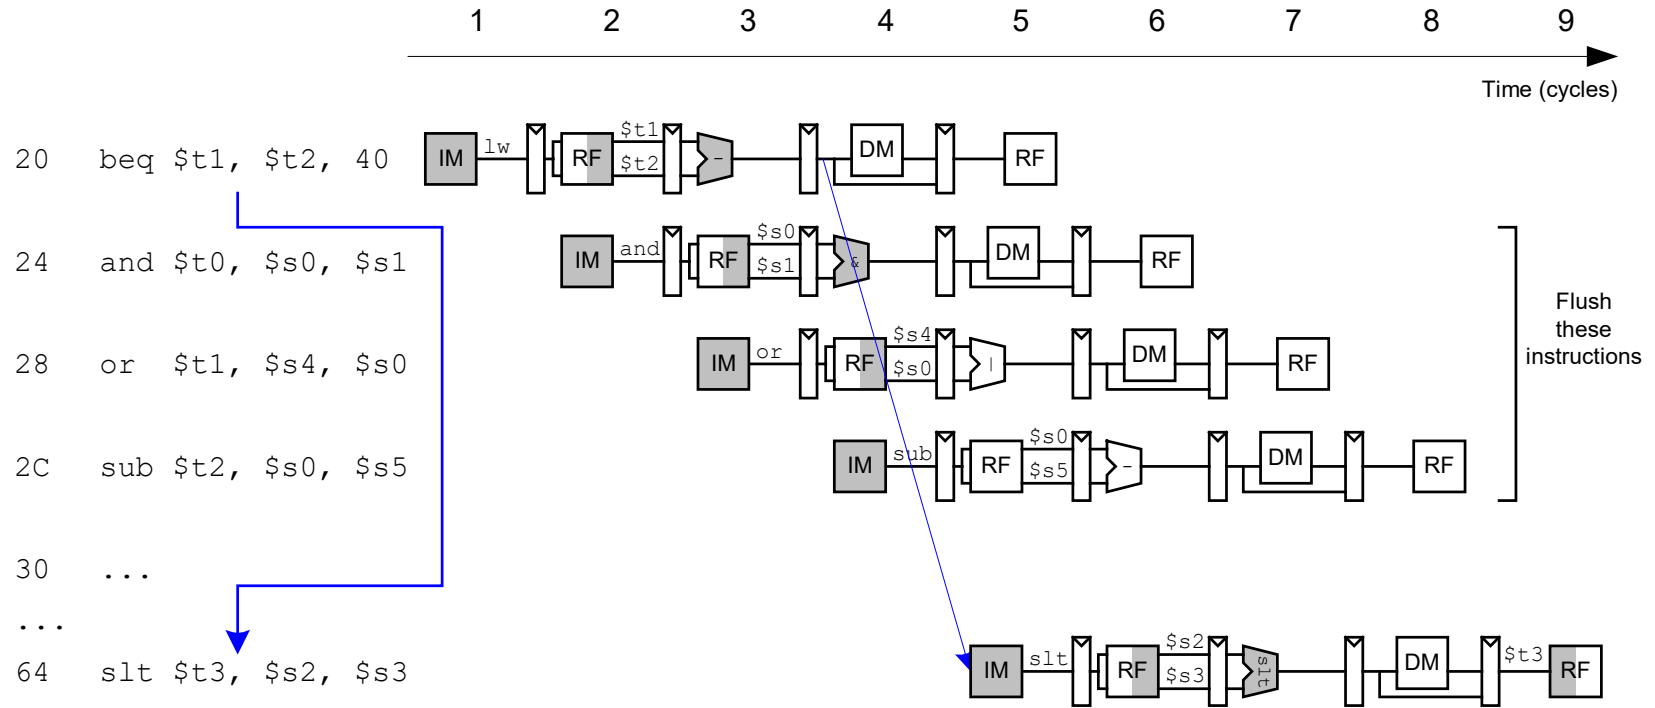 1 2 3 4 5 6 7 8 9
Time (cycles)
20 beq $t1, $t2, 40 IM lw RF $t1 $t2 - DM RF
24 and $t0, $s0, $s1 IM and RF $s0 $s1 & DM RF
28 or $t1, $s4, $s0 IM or RF $s4 $s0 | DM RF
2C sub $t2, $s0, $s5 IM sub RF $s0 $s5 - DM RF
Flush
these
instructions
30 ...
...
64 slt $t3, $s2, $s3 IM slt RF $s2 $s3 slt DM $t3 RF